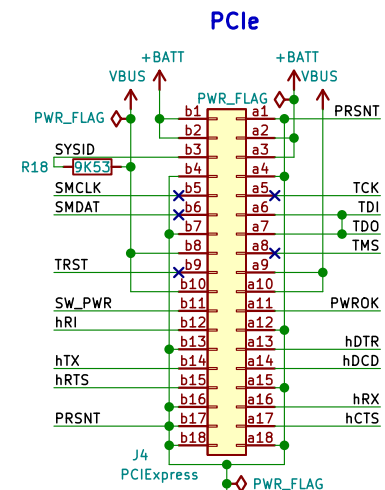 PCIe
+BATT +BATT
VBUS VBUS
PWR_FLAG
PWR_FLAG b1 a1 PRSNT
b2 a2
SYSID b3 a3
R18 9K53 b4 a4
SMCLK b5 a5 TCK
SMDAT b6 a6 TDI
b7 a7 TDO
b8 a8 TMS
TRST b9 a9
b10 a10
SW_PWR b11 a11 PWROK
hRI b12 a12
b13 a13 hDTR
hTX b14 a14 hDCD
hRTS b15 a15
b16 a16 hRX
PRSNT b17 a17 hCTS
b18 a18
J4
PCIExpress
PWR_FLAG